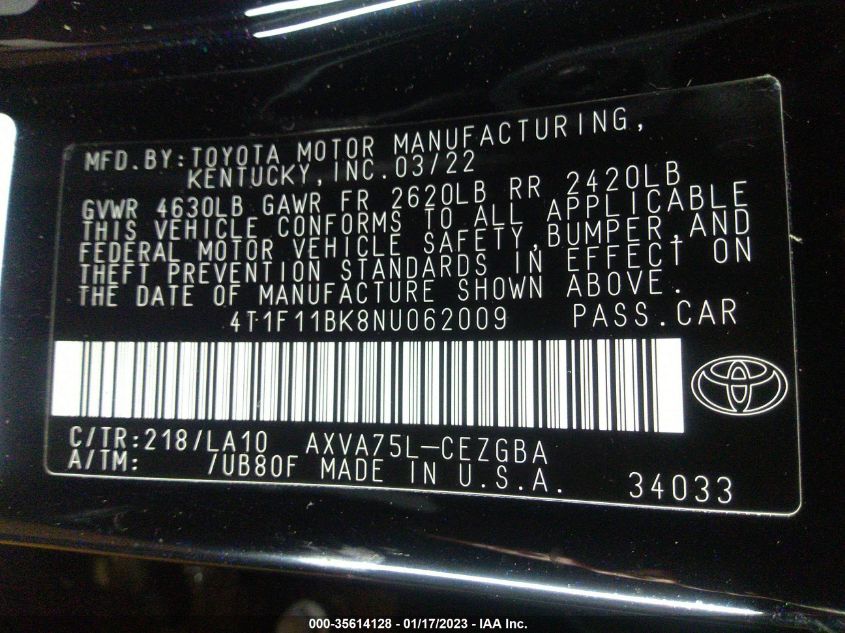 MFD.BY:TOYOTA MOTOR MANUFACTURING,
KENTUCKY,INC.03/22
GVWR 4630LB GAWR FR 2620LB RR 2420LB
THIS VEHICLE CONFORMS TO ALL APPLICABLE
FEDERAL MOTOR VEHICLE SAFETY,BUMPER,AND
THEFT PREVENTION STANDARDS IN EFFECT ON
THE DATE OF MANUFACTURE SHOWN ABOVE.
4T1F11BK8NU062009 PASS.CAR
C/TR:218/LA10 AXVA75L-CEZGBA
A/TM: /UB80F MADE IN U.S.A. 34033
000-35614128 - 01/17/2023 - IAA Inc.